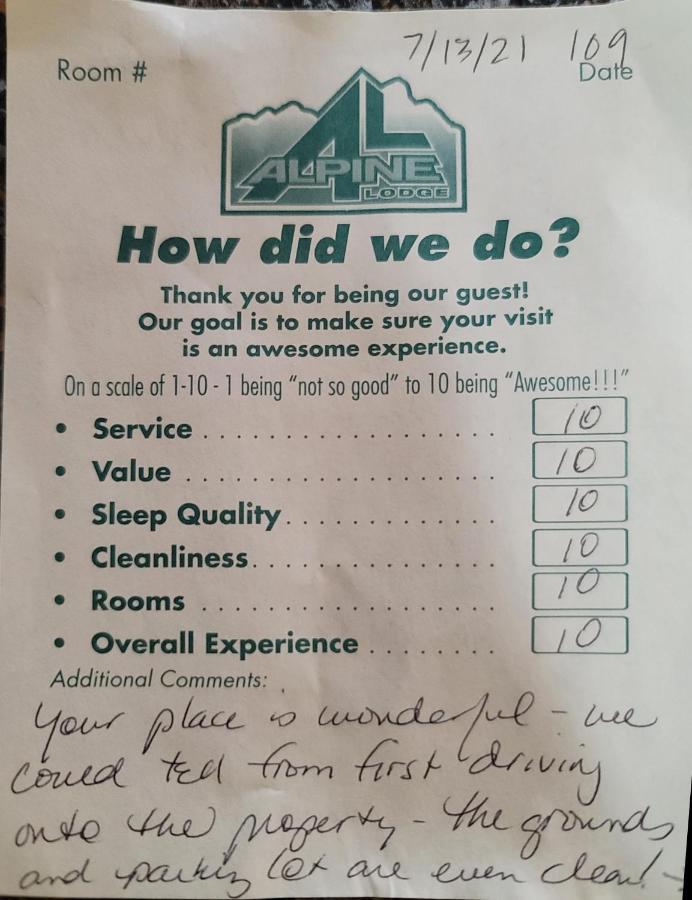 7/13/21 109
Room # Date
AL
ALPINE
LODGE
How did we do?
Thank you for being our guest!
Our goal is to make sure your visit
is an awesome experience.
On a scale of 1-10 - 1 being "not so good" to 10 being "Awesome!!!"
• Service . . . . . . . . . . . . . . . . . . . 10
• Value . . . . . . . . . . . . . . . . . . . . 10
• Sleep Quality. . . . . . . . . . . . . . 10
• Cleanliness. . . . . . . . . . . . . . . . 10
• Rooms . . . . . . . . . . . . . . . . . . . 10
• Overall Experience . . . . . . . . 10
Additional Comments:
Your place is wonderful - we
could tell from first driving
onto the property - the grounds
and parking lot are even clean! -